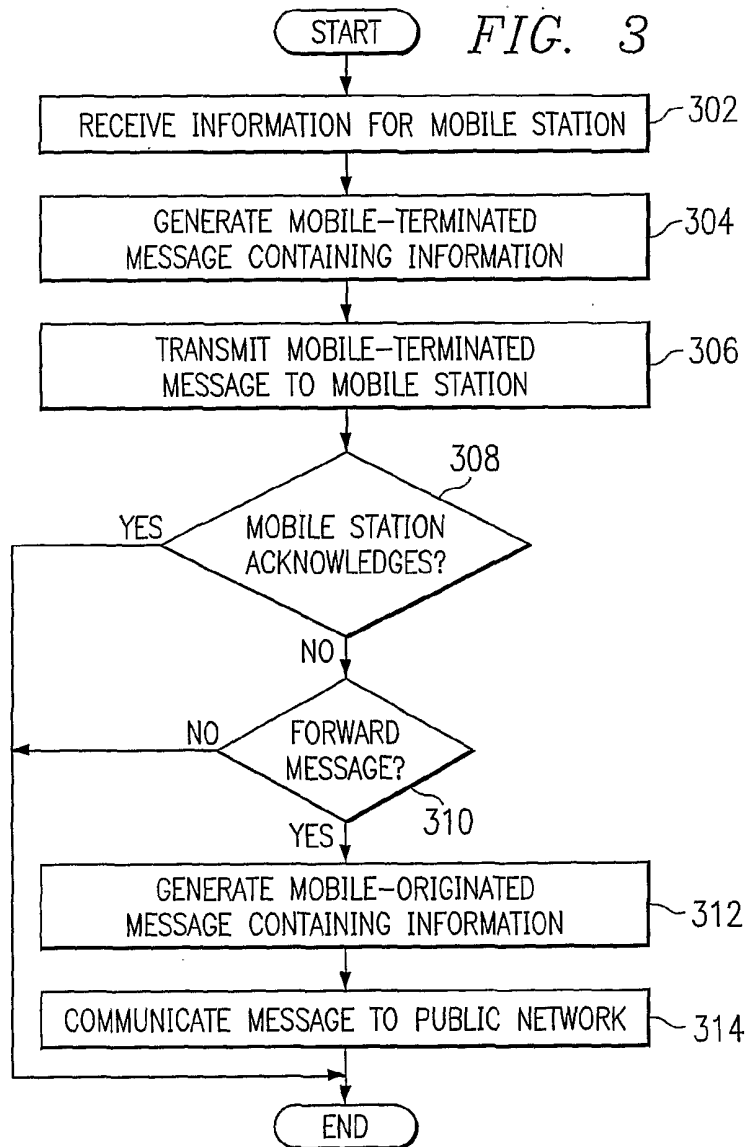 START
FIG. 3
RECEIVE INFORMATION FOR MOBILE STATION
302
GENERATE MOBILE-TERMINATED
MESSAGE CONTAINING INFORMATION
304
TRANSMIT MOBILE-TERMINATED
MESSAGE TO MOBILE STATION
306
308
YES
MOBILE STATION
ACKNOWLEDGES?
NO
NO
FORWARD
MESSAGE?
310
YES
GENERATE MOBILE-ORIGINATED
MESSAGE CONTAINING INFORMATION
312
COMMUNICATE MESSAGE TO PUBLIC NETWORK
314
END